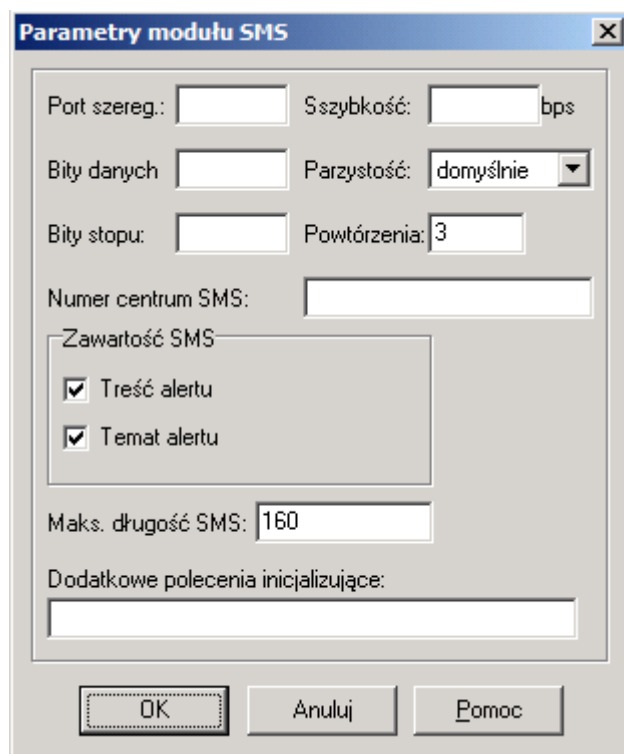 Parametry modułu SMS
Port szereg.: Sszybkość: bps
Bity danych Parzystość: domyślnie
Bity stopu: Powtórzenia: 3
Numer centrum SMS:
Zawartość SMS
Treść alertu
Temat alertu
Maks. długość SMS: 160
Dodatkowe polecenia inicjalizujące:
OK Anuluj Pomoc